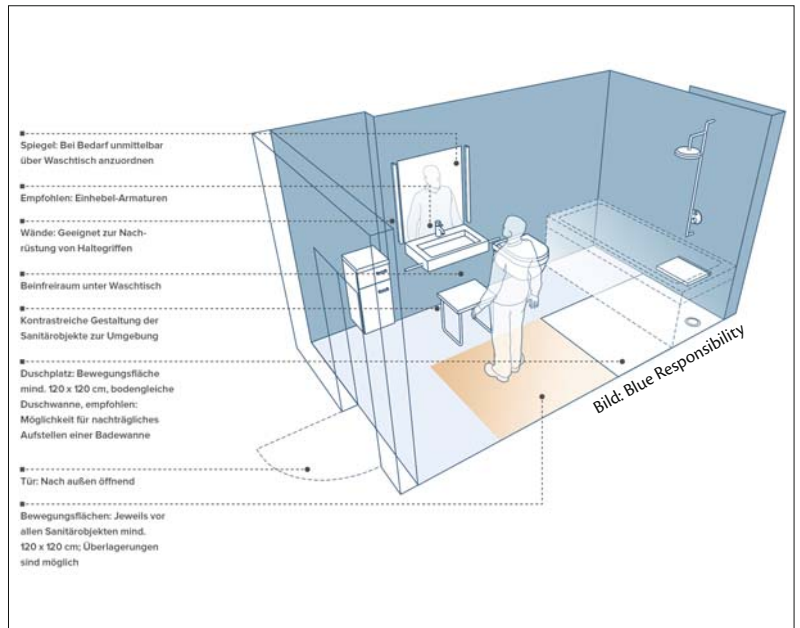 Spiegel: Bei Bedarf unmittelbar
über Waschtisch anzuordnen
Empfohlen: Einhebel-Armaturen
Wände: Geeignet zur Nach-
rüstung von Haltegriffen
Beinfreiraum unter Waschtisch
Kontrastreiche Gestaltung der
Sanitärobjekte zur Umgebung
Duschplatz: Bewegungsfläche
mind. 120 x 120 cm, bodengleiche
Duschwanne, empfohlen:
Möglichkeit für nachträgliches
Aufstellen einer Badewanne
Tür: Nach außen öffnend
Bewegungsflächen: Jeweils vor
allen Sanitärobjekten mind.
120 x 120 cm; Überlagerungen
sind möglich
Bild: Blue Responsibility